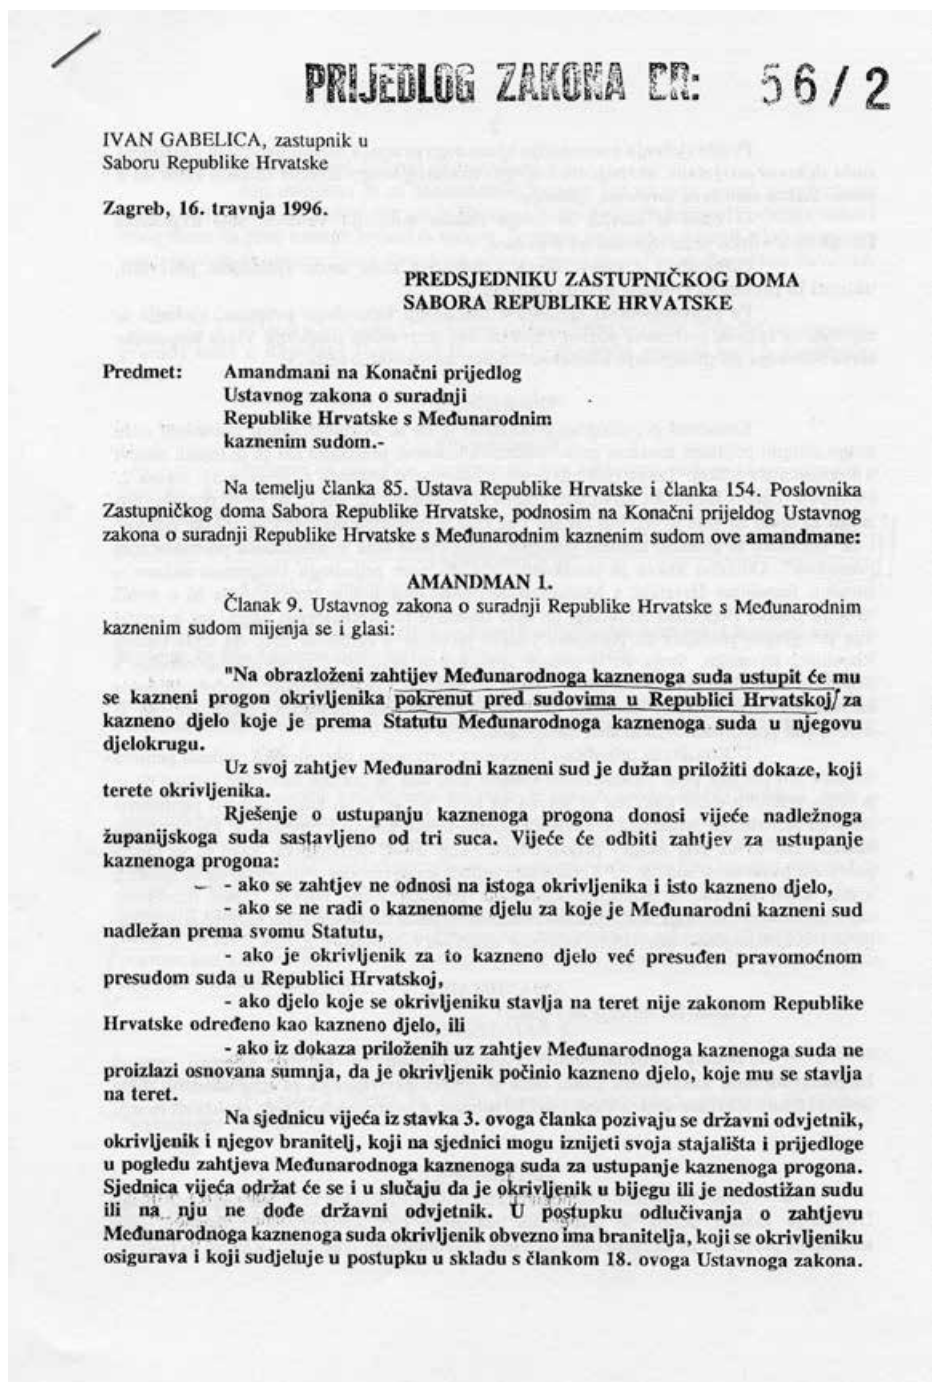 PRIJEDLOG ZAKONA BR: 56/2
IVAN GABELICA, zastupnik u
Saboru Republike Hrvatske
Zagreb, 16. travnja 1996.
PREDSJEDNIKU ZASTUPNIČKOG DOMA
SABORA REPUBLIKE HRVATSKE
Predmet: Amandmani na Konačni prijedlog
Ustavnog zakona o suradnji
Republike Hrvatske s Međunarodnim
kaznenim sudom.-
Na temelju članka 85. Ustava Republike Hrvatske i članka 154. Poslovnika
Zastupničkog doma Sabora Republike Hrvatske, podnosim na Konačni prijeldog Ustavnog
zakona o suradnji Republike Hrvatske s Međunarodnim kaznenim sudom ove amandmane:
AMANDMAN 1.
Članak 9. Ustavnog zakona o suradnji Republike Hrvatske s Međunarodnim
kaznenim sudom mijenja se i glasi:
"Na obrazloženi zahtijev Međunarodnoga kaznenoga suda ustupit će mu
se kazneni progon okrivljenika pokrenut pred sudovima u Republici Hrvatskoj/ za
kazneno djelo koje je prema Statutu Međunarodnoga kaznenoga suda u njegovu
djelokrugu.
Uz svoj zahtjev Međunarodni kazneni sud je dužan priložiti dokaze, koji
terete okrivljenika.
Rješenje o ustupanju kaznenoga progona donosi vijeće nadležnoga
županijskoga suda sastavljeno od tri suca. Vijeće će odbiti zahtjev za ustupanje
kaznenoga progona:
- ako se zahtjev ne odnosi na istoga okrivljenika i isto kazneno djelo,
- ako se ne radi o kaznenome djelu za koje je Međunarodni kazneni sud
nadležan prema svomu Statutu,
- ako je okrivljenik za to kazneno djelo već presuđen pravomoćnom
presudom suda u Republici Hrvatskoj,
- ako djelo koje se okrivljeniku stavlja na teret nije zakonom Republike
Hrvatske određeno kao kazneno djelo, ili
- ako iz dokaza priloženih uz zahtjev Međunarodnoga kaznenoga suda ne
proizlazi osnovana sumnja, da je okrivljenik počinio kazneno djelo, koje mu se stavlja
na teret.
Na sjednicu vijeća iz stavka 3. ovoga članka pozivaju se državni odvjetnik,
okrivljenik i njegov branitelj, koji na sjednici mogu iznijeti svoja stajališta i prijedloge
u pogledu zahtjeva Međunarodnoga kaznenoga suda za ustupanje kaznenoga progona.
Sjednica vijeća održat će se i u slučaju da je okrivljenik u bijegu ili je nedostižan sudu
ili na nju ne dođe državni odvjetnik. U postupku odlučivanja o zahtjevu
Međunarodnoga kaznenoga suda okrivljenik obvezno ima branitelja, koji se okrivljeniku
osigurava i koji sudjeluje u postupku u skladu s člankom 18. ovoga Ustavnoga zakona.